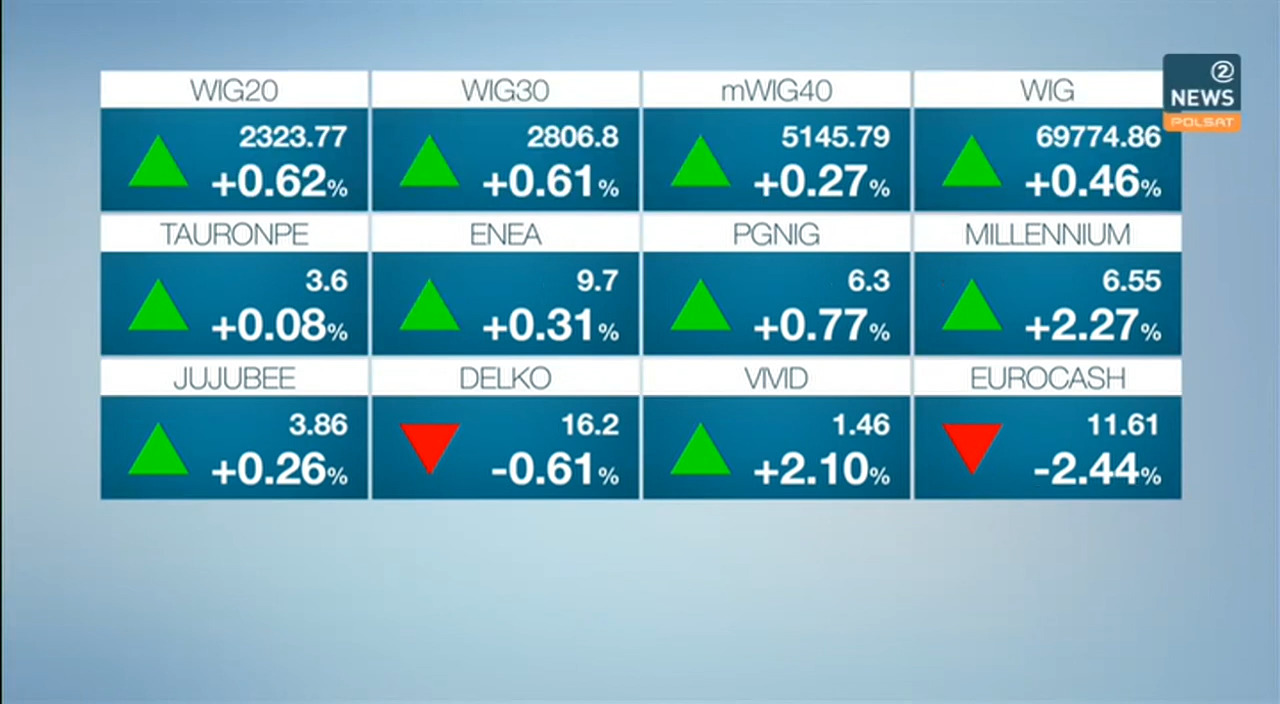 WIG20 WIG30 mWIG40 WIG
2323.77 2806.8 5145.79 69774.86
+0.62% +0.61% +0.27% +0.46%
TAURONPE ENEA PGNIG MILLENNIUM
3.6 9.7 6.3 6.55
+0.08% +0.31% +0.77% +2.27%
JUJUBEE DELKO VIVID EUROCASH
3.86 16.2 1.46 11.61
+0.26% -0.61% +2.10% -2.44%
2
NEWS
POLSAT